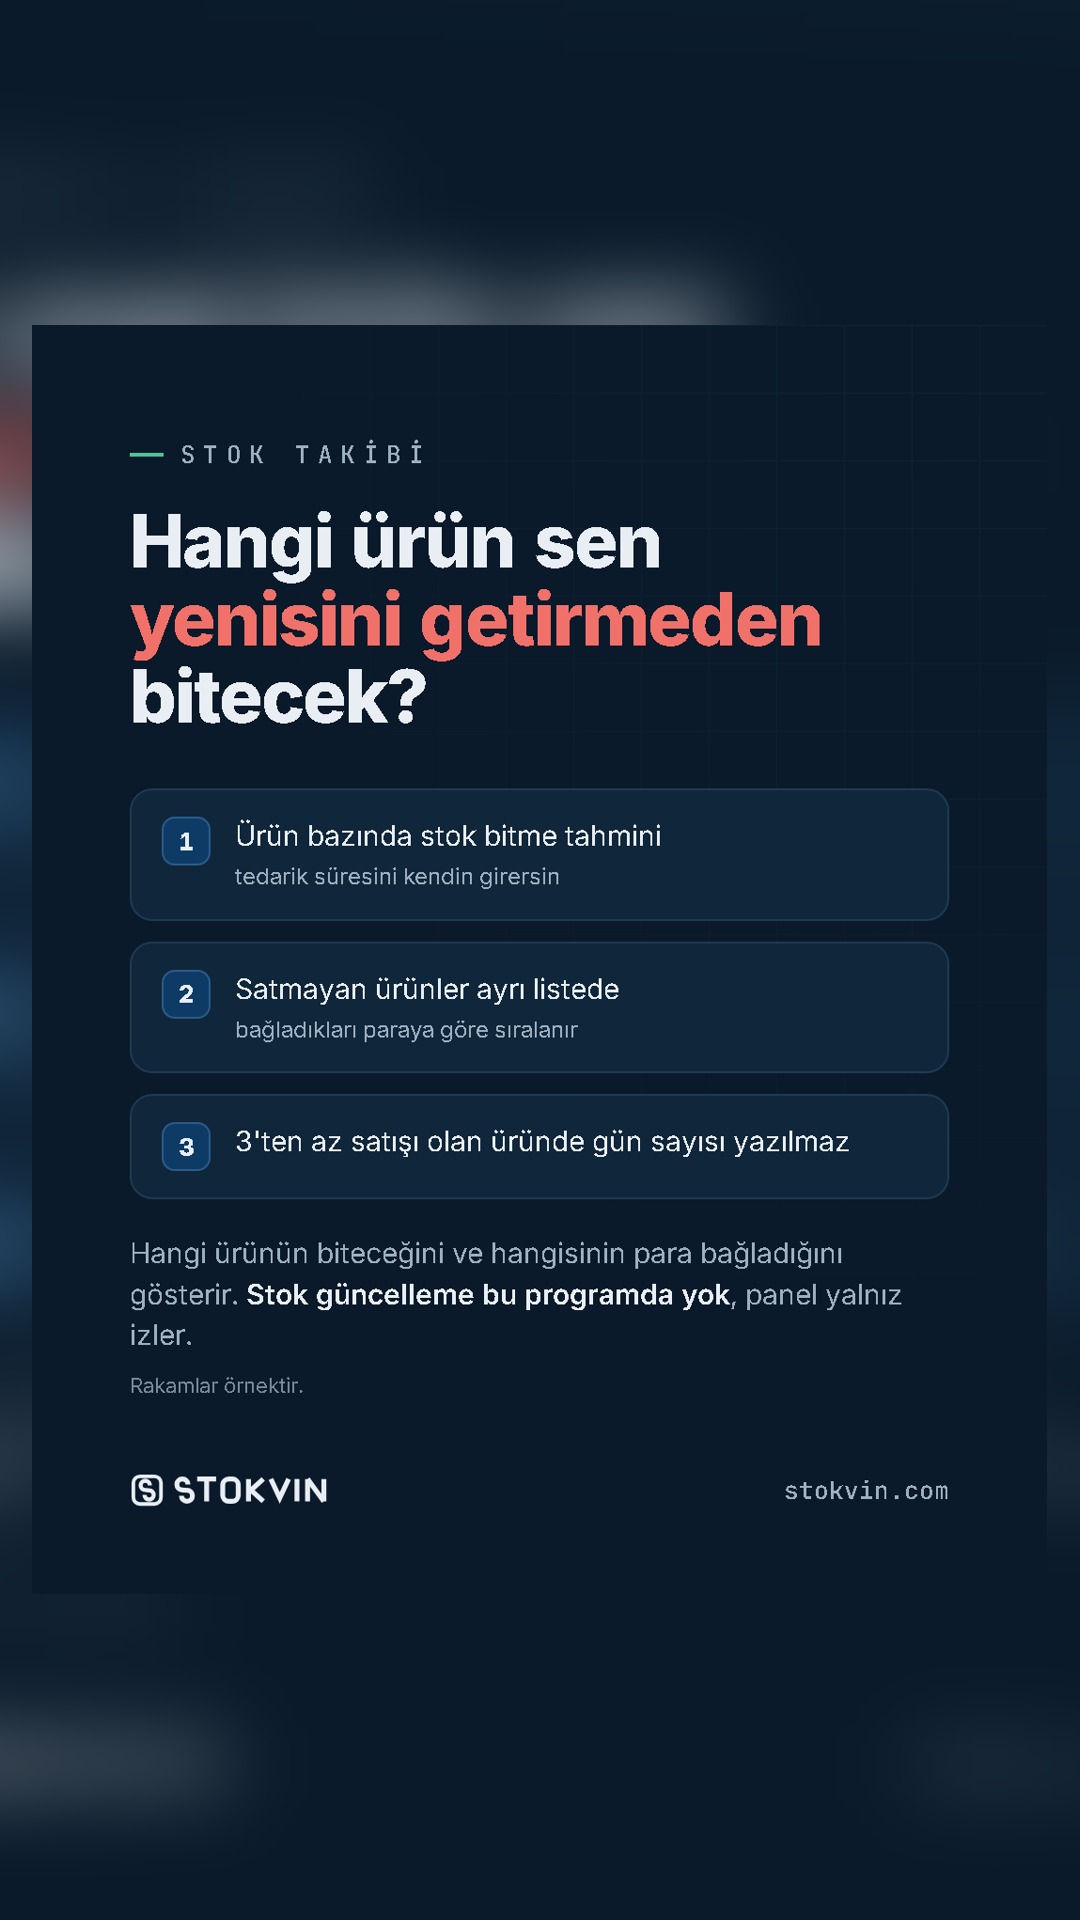 STOK TAKİBİ
Hangi ürün sen
yenisini getirmeden
bitecek?
1
Ürün bazında stok bitme tahmini
tedarik süresini kendin girersin
2
Satmayan ürünler ayrı listede
bağladıkları paraya göre sıralanır
3
3'ten az satışı olan üründe gün sayısı yazılmaz
Hangi ürünün biteceğini ve hangisinin para bağladığını
gösterir. Stok güncelleme bu programda yok, panel yalnız
izler.
Rakamlar örnektir.
STOKVIN
stokvin.com